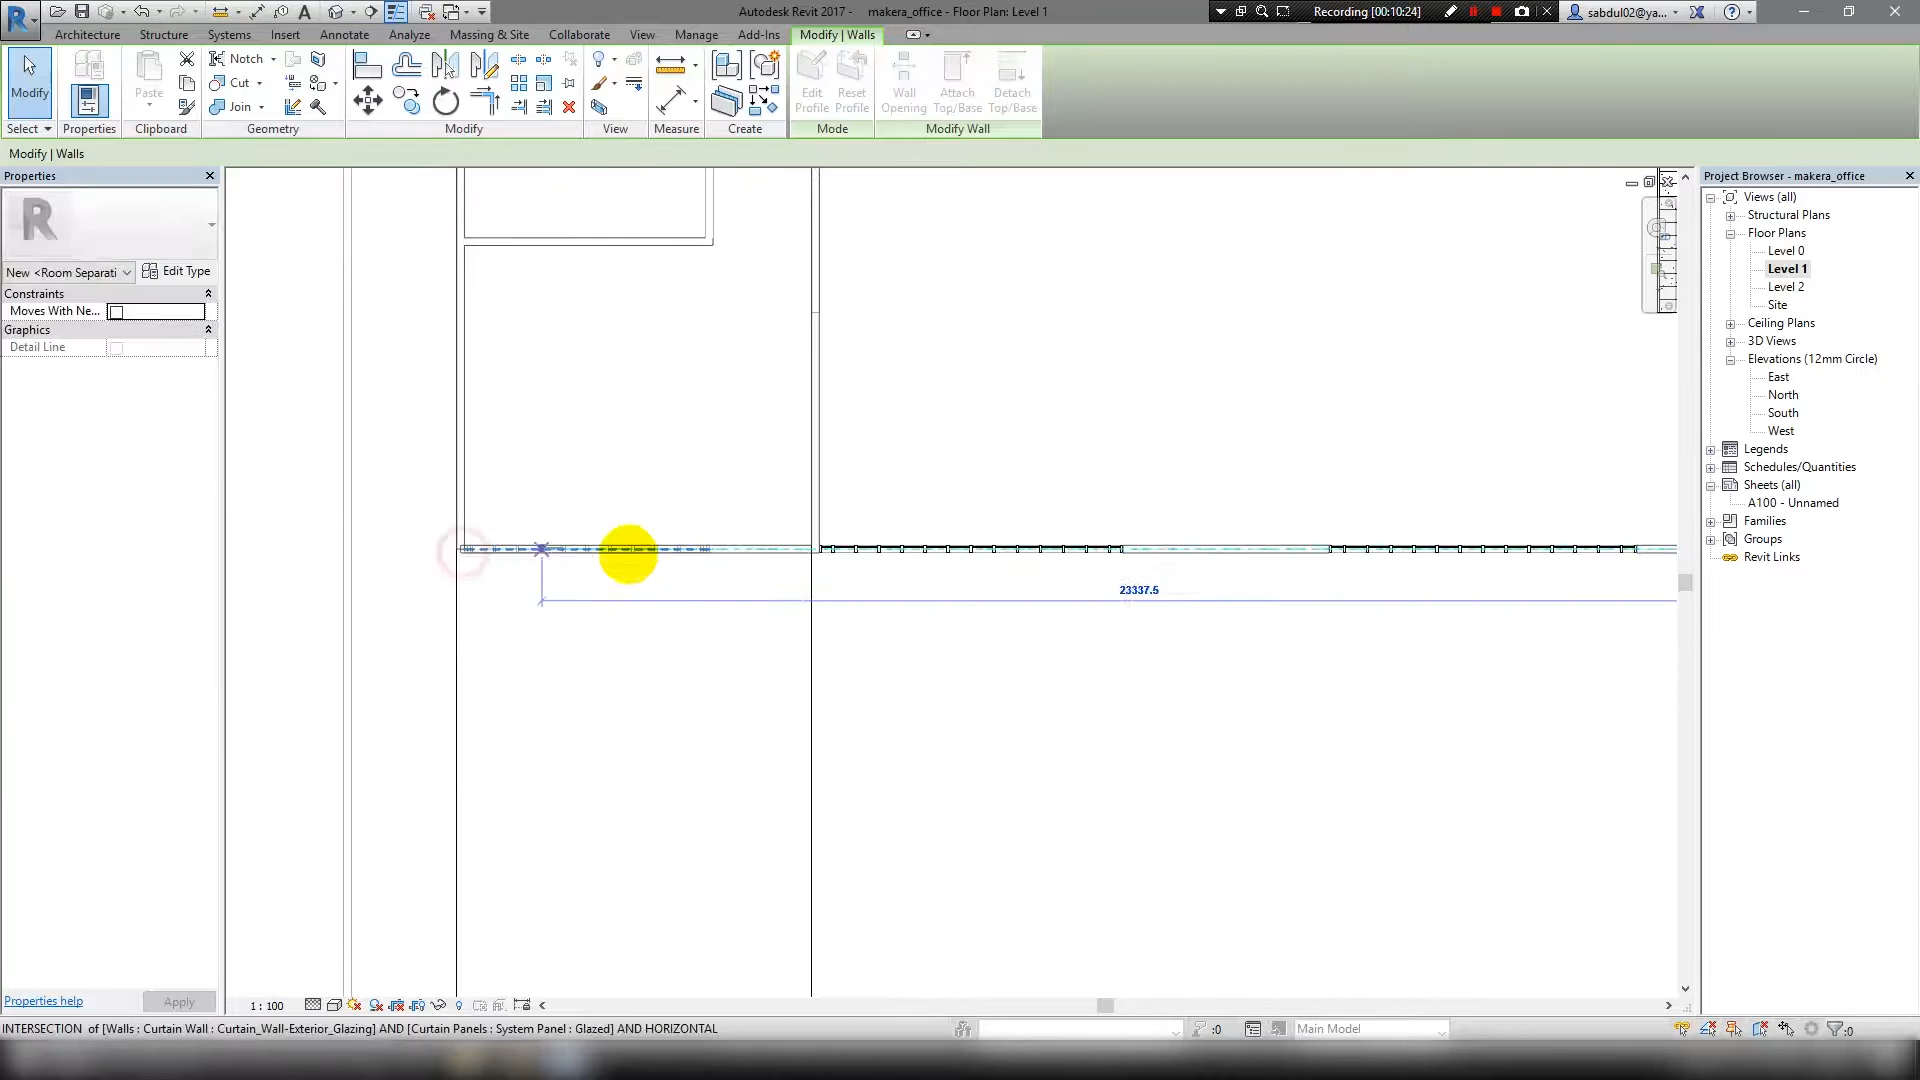 Autodesk Revit 2017 - makera_office - Floor Plan: Level 1
Recording [00:10:24]
sabdul02@ya...
Architecture Structure Systems Insert Annotate Analyze Massing & Site Collaborate View Manage Add-Ins Modify | Walls
Modify
Paste
Notch
Cut
Join
Edit Profile
Reset Profile
Wall Opening
Attach Top/Base
Detach Top/Base
Select Properties Clipboard Geometry Modify View Measure Create Mode Modify Wall
Modify | Walls
Properties
New <Room Separati
Edit Type
Constraints
Moves With Ne...
Graphics
Detail Line
Properties help
Apply
23337.5
1 : 100
Project Browser - makera_office
Views (all)
Structural Plans
Floor Plans
Level 0
Level 1
Level 2
Site
Ceiling Plans
3D Views
Elevations (12mm Circle)
East
North
South
West
Legends
Schedules/Quantities
Sheets (all)
A100 - Unnamed
Families
Groups
Revit Links
INTERSECTION of [Walls : Curtain Wall : Curtain_Wall-Exterior_Glazing] AND [Curtain Panels : System Panel : Glazed] AND HORIZONTAL
:0
Main Model
:0